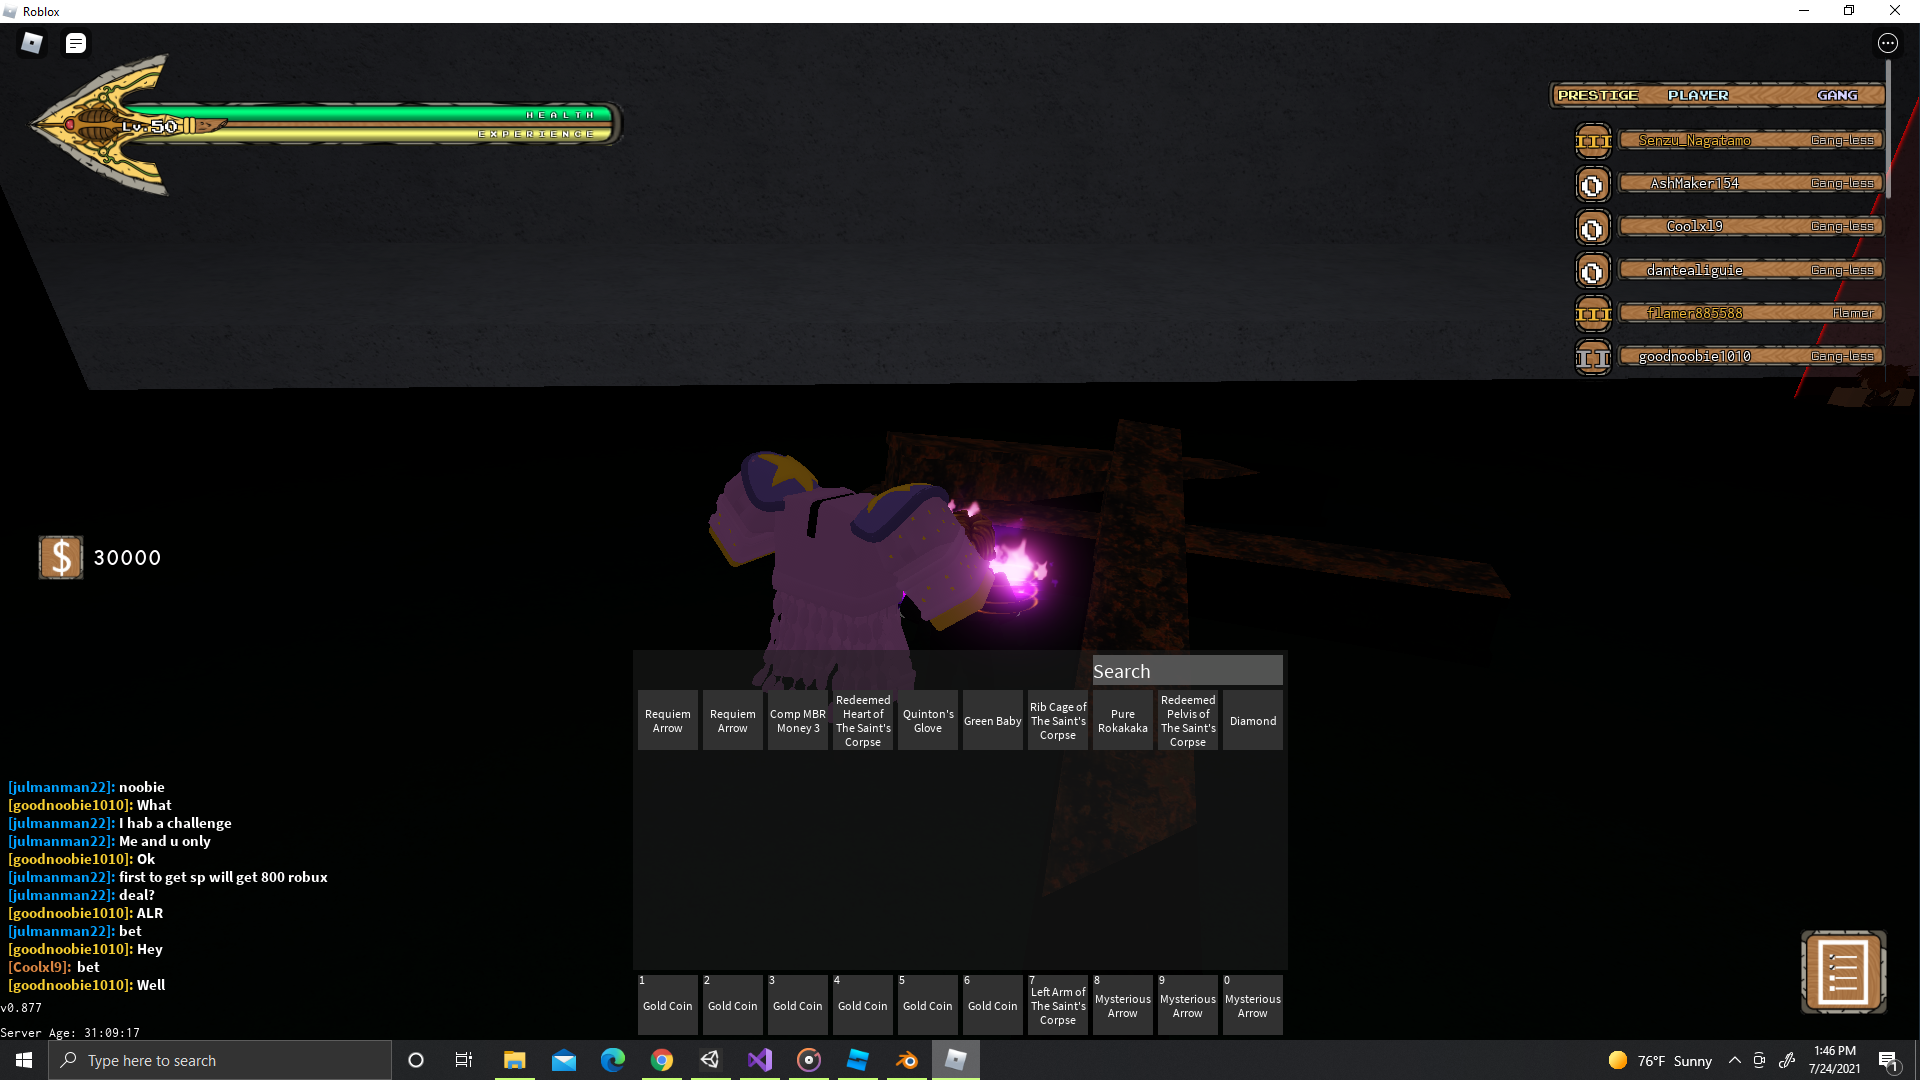 Roblox
HEALTH
Lv.50
EXPERIENCE
PRESTIGE PLAYER GANG
III Senzu_Nagatamo Gang-less
0 AshMaker154 Gang-less
0 Coolxl9 Gang-less
0 dantealiguie Gang-less
III flamer885588 Flamer
II goodnoobie1010 Gang-less
$ 30000
Search
Requiem Arrow
Requiem Arrow
Comp MBR Money 3
Redeemed Heart of The Saint's Corpse
Quinton's Glove
Green Baby
Rib Cage of The Saint's Corpse
Pure Rokakaka
Redeemed Pelvis of The Saint's Corpse
Diamond
[julmanman22]: noobie
[goodnoobie1010]: What
[julmanman22]: I hab a challenge
[julmanman22]: Me and u only
[goodnoobie1010]: Ok
[julmanman22]: first to get sp will get 800 robux
[julmanman22]: deal?
[goodnoobie1010]: ALR
[julmanman22]: bet
[goodnoobie1010]: Hey
[Coolxl9]: bet
[goodnoobie1010]: Well
v0.877
Server Age: 31:09:17
1 Gold Coin
2 Gold Coin
3 Gold Coin
4 Gold Coin
5 Gold Coin
6 Gold Coin
7 Left Arm of The Saint's Corpse
8 Mysterious Arrow
9 Mysterious Arrow
0 Mysterious Arrow
Type here to search
76°F Sunny
1:46 PM
7/24/2021
1